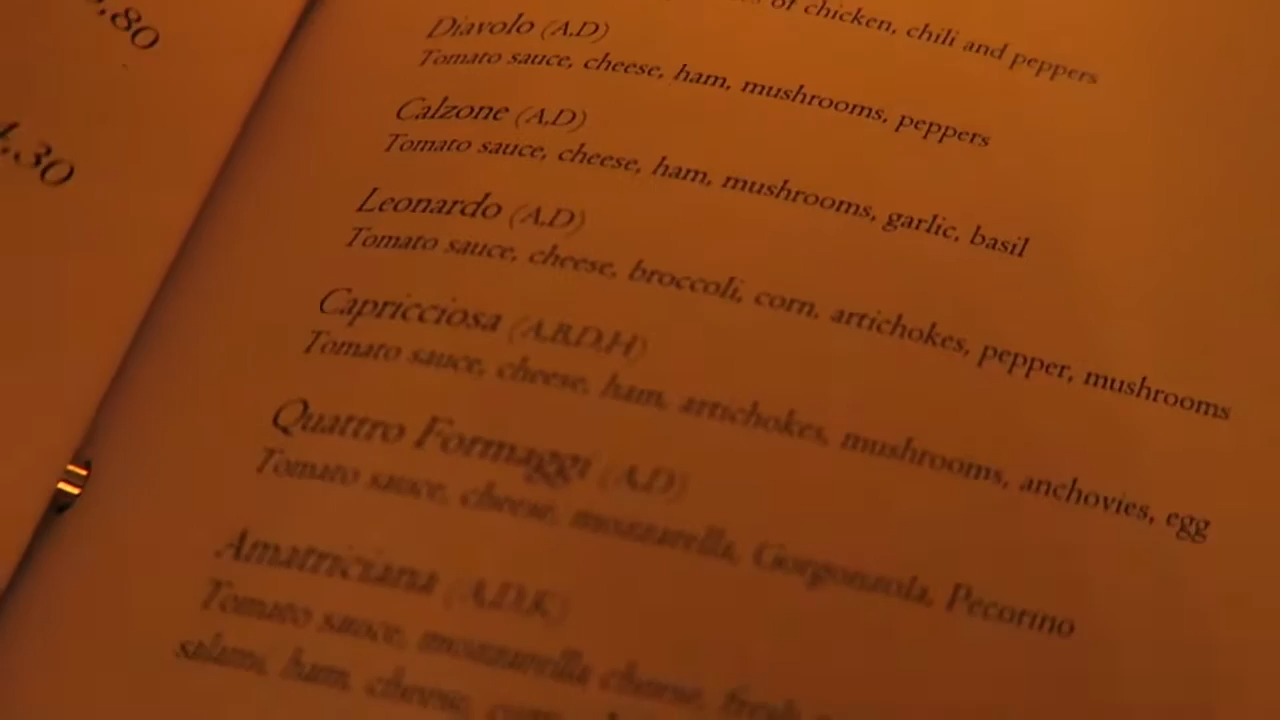 ,80
,30
of chicken, chili and peppers
Diavolo (A,D)
Tomato sauce, cheese, ham, mushrooms, peppers
Calzone (A,D)
Tomato sauce, cheese, ham, mushrooms, garlic, basil
Leonardo (A,D)
Tomato sauce, cheese, broccoli, corn, artichokes, pepper, mushrooms
Capricciosa (A,B,D,H)
Tomato sauce, cheese, ham, artichokes, mushrooms, anchovies, egg
Quattro Formaggi (A,D)
Tomato sauce, cheese, mozzarella, Gorgonzola, Pecorino
Amatriciana (A,D,K)
Tomato sauce, mozzarella cheese, fresh
salami, ham, cheese,